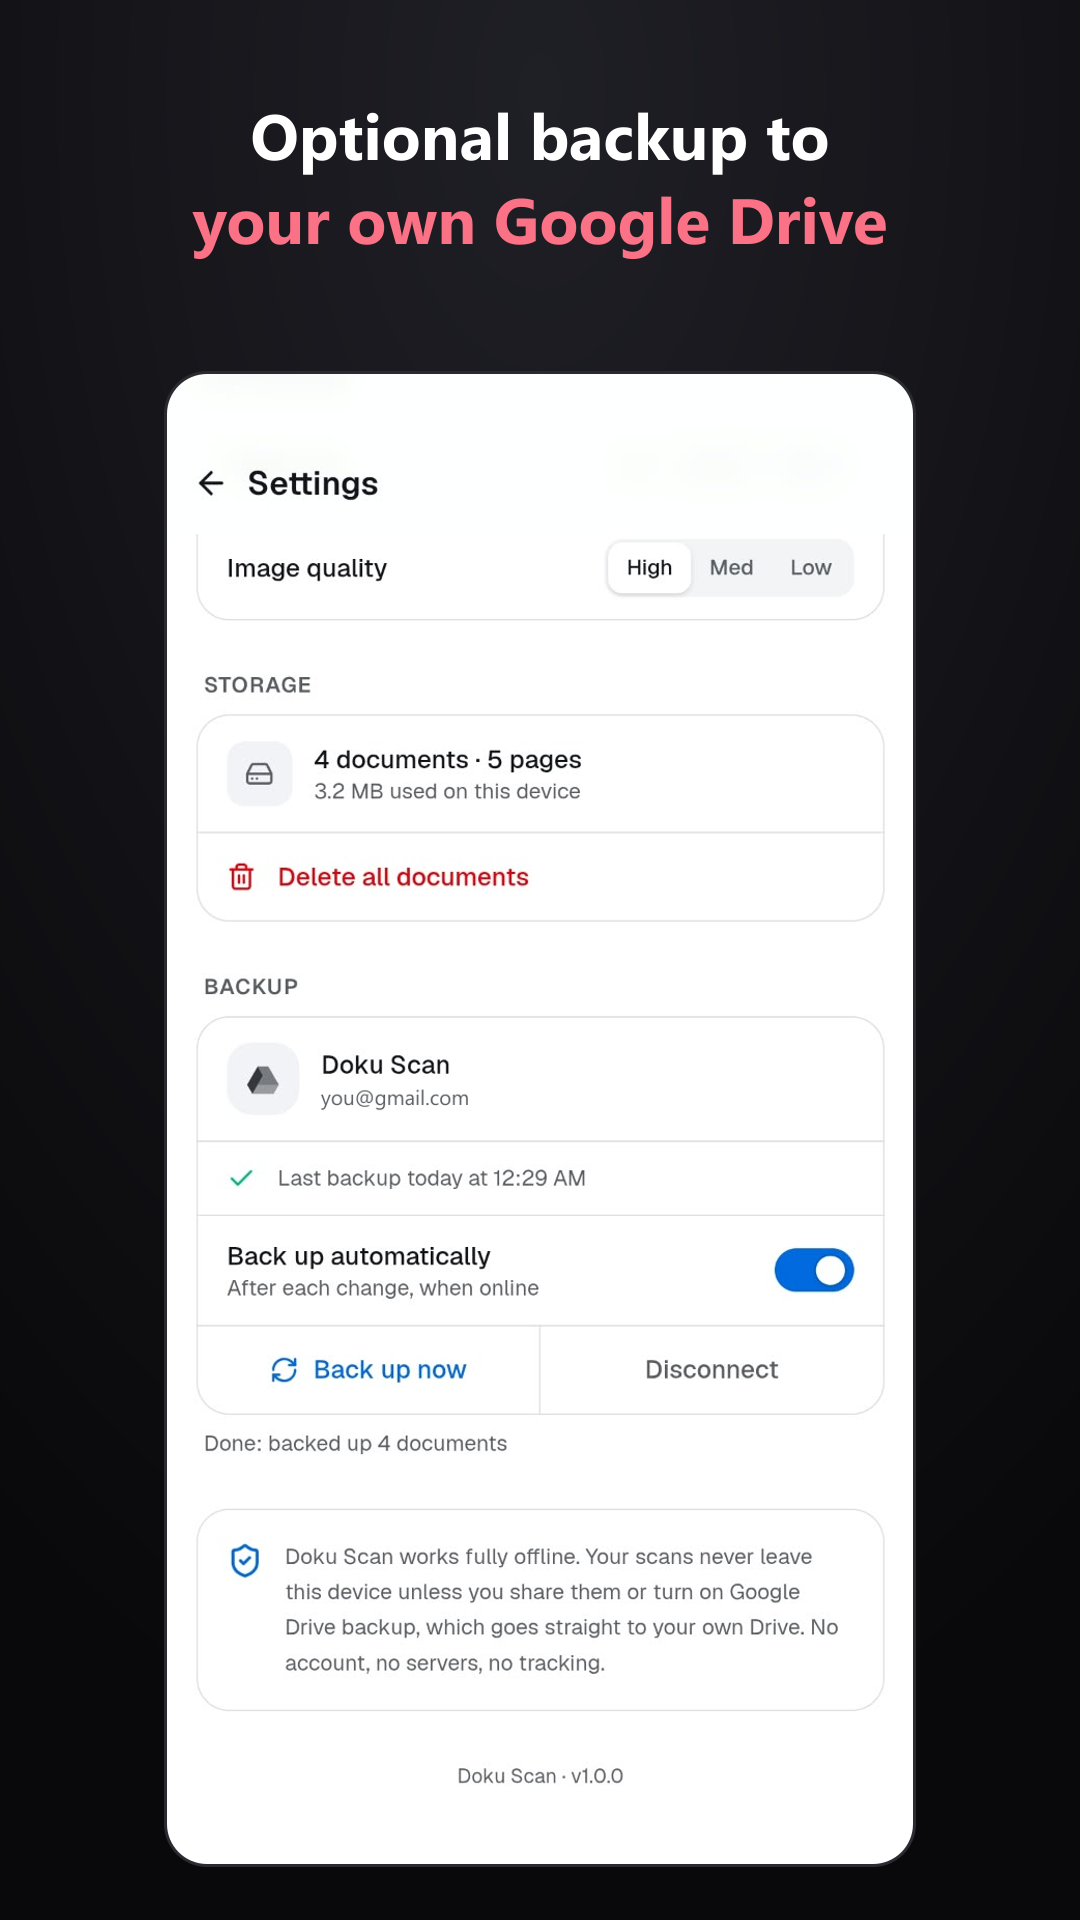 Optional backup to
your own Google Drive
Settings
Image quality
High Med Low
STORAGE
4 documents · 5 pages
3.2 MB used on this device
Delete all documents
BACKUP
Doku Scan
you@gmail.com
Last backup today at 12:29 AM
Back up automatically
After each change, when online
Back up now
Disconnect
Done: backed up 4 documents
Doku Scan works fully offline. Your scans never leave
this device unless you share them or turn on Google
Drive backup, which goes straight to your own Drive. No
account, no servers, no tracking.
Doku Scan · v1.0.0